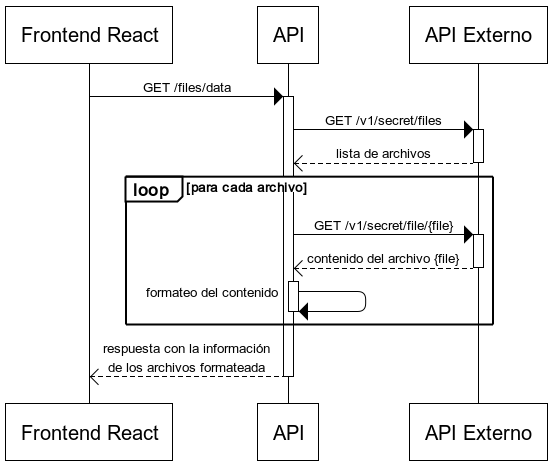 Frontend React
API
API Externo
GET /files/data
GET /v1/secret/files
lista de archivos
loop
[para cada archivo]
GET /v1/secret/file/{file}
contenido del archivo {file}
formateo del contenido
respuesta con la información
de los archivos formateada
Frontend React
API
API Externo